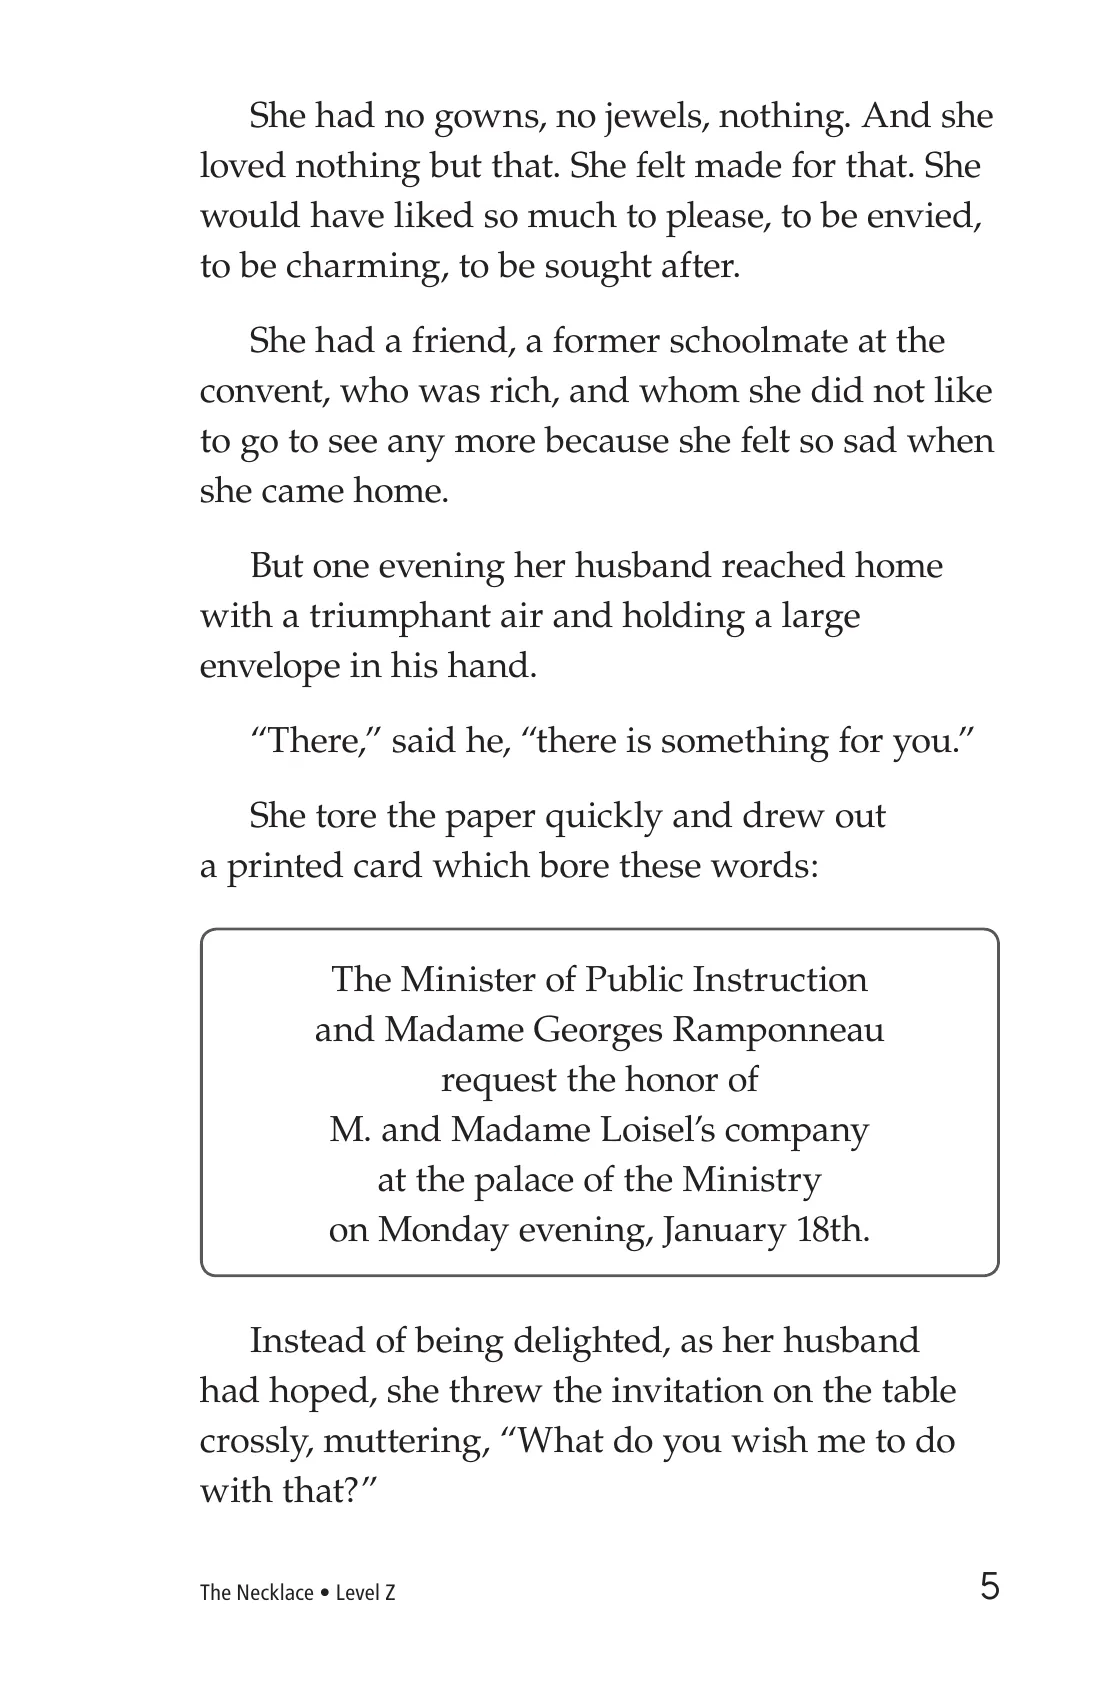 She had no gowns, no jewels, nothing. And she
loved nothing but that. She felt made for that. She
would have liked so much to please, to be envied,
to be charming, to be sought after.
She had a friend, a former schoolmate at the
convent, who was rich, and whom she did not like
to go to see any more because she felt so sad when
she came home.
But one evening her husband reached home
with a triumphant air and holding a large
envelope in his hand.
“There,” said he, “there is something for you.”
She tore the paper quickly and drew out
a printed card which bore these words:
The Minister of Public Instruction
and Madame Georges Ramponneau
request the honor of
M. and Madame Loisel’s company
at the palace of the Ministry
on Monday evening, January 18th.
Instead of being delighted, as her husband
had hoped, she threw the invitation on the table
crossly, muttering, “What do you wish me to do
with that?”
The Necklace • Level Z
5